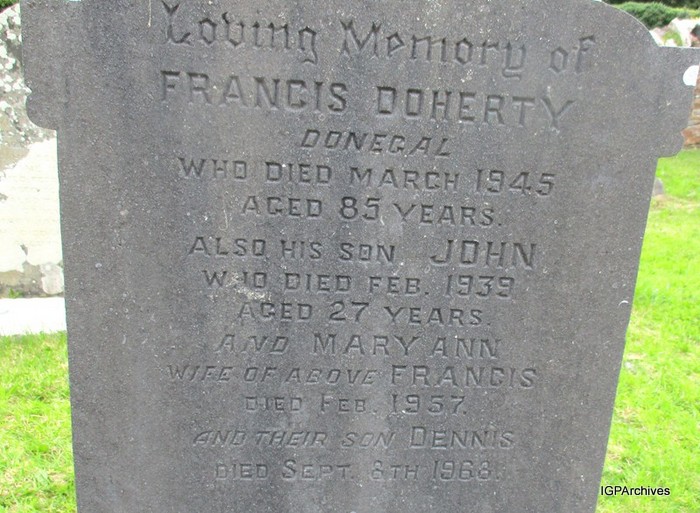 Loving Memory of
FRANCIS DOHERTY
DONEGAL
WHO DIED MARCH 1945
AGED 85 YEARS.
ALSO HIS SON JOHN
WHO DIED FEB. 1939
AGED 27 YEARS.
AND MARY ANN
WIFE OF ABOVE FRANCIS
DIED FEB. 1957.
AND THEIR SON DENNIS
DIED SEPT. 8TH 1968.
IGPArchives